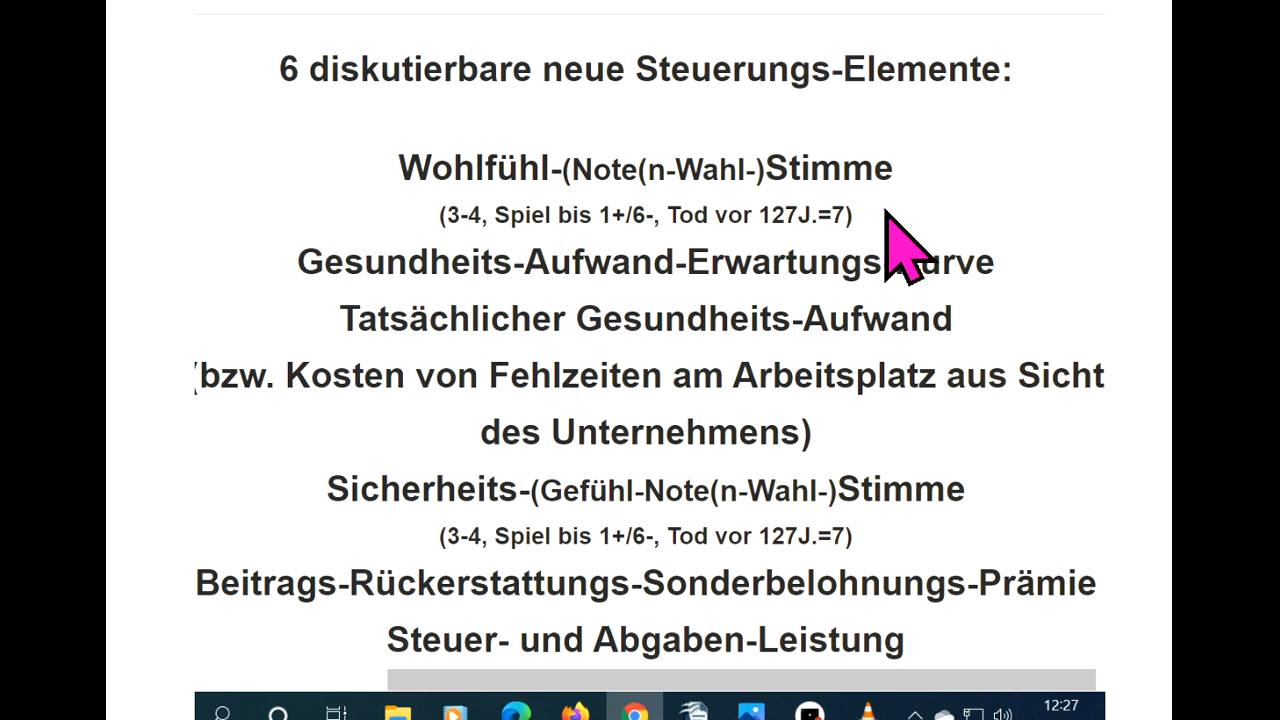 6 diskutierbare neue Steuerungs-Elemente:
Wohlfühl-(Note(n-Wahl-)Stimme
(3-4, Spiel bis 1+/6-, Tod vor 127J.=7)
Gesundheits-Aufwand-Erwartungs-Kurve
Tatsächlicher Gesundheits-Aufwand
(bzw. Kosten von Fehlzeiten am Arbeitsplatz aus Sicht
des Unternehmens)
Sicherheits-(Gefühl-Note(n-Wahl-)Stimme
(3-4, Spiel bis 1+/6-, Tod vor 127J.=7)
Beitrags-Rückerstattungs-Sonderbelohnungs-Prämie
Steuer- und Abgaben-Leistung
12:27